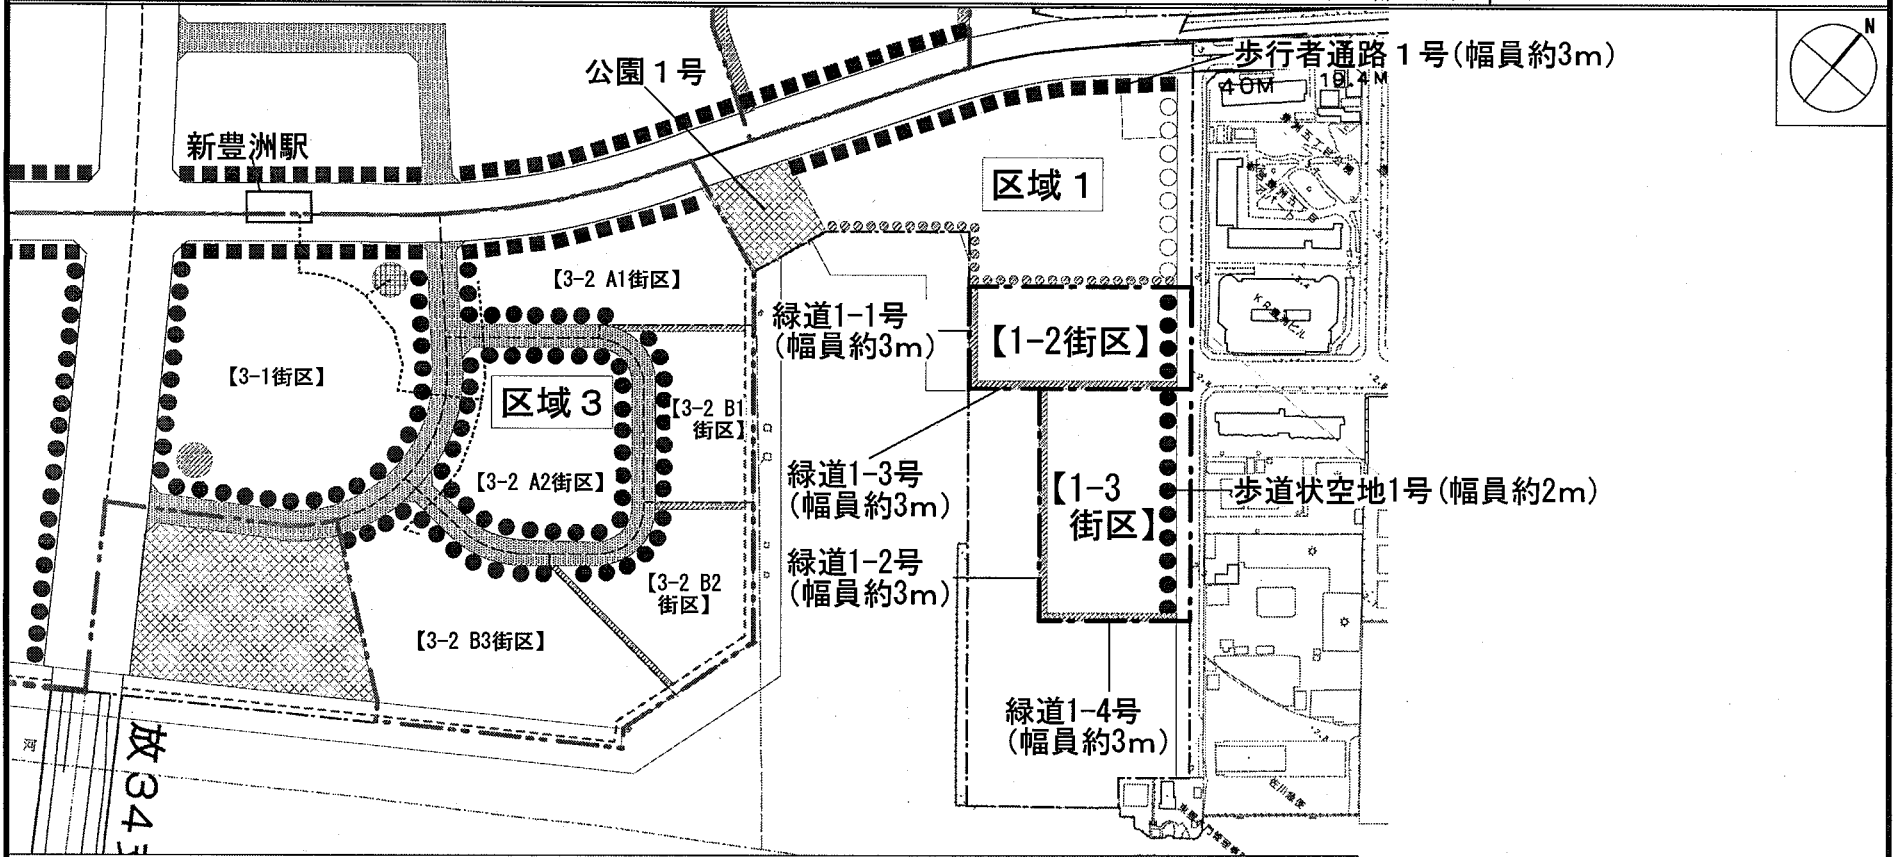 N
歩行者通路1号(幅員約3m)
公園1号
40M
19.4M
新豊洲駅
区域1
【3-2 A1街区】
緑道1-1号
(幅員約3m)
【1-2街区】
【3-1街区】
区域3
【3-2 B1
街区】
【3-2 A2街区】
緑道1-3号
(幅員約3m)
【1-3
街区】
歩道状空地1号(幅員約2m)
緑道1-2号
(幅員約3m)
【3-2 B2
街区】
【3-2 B3街区】
緑道1-4号
(幅員約3m)
河
放34
佐川急便